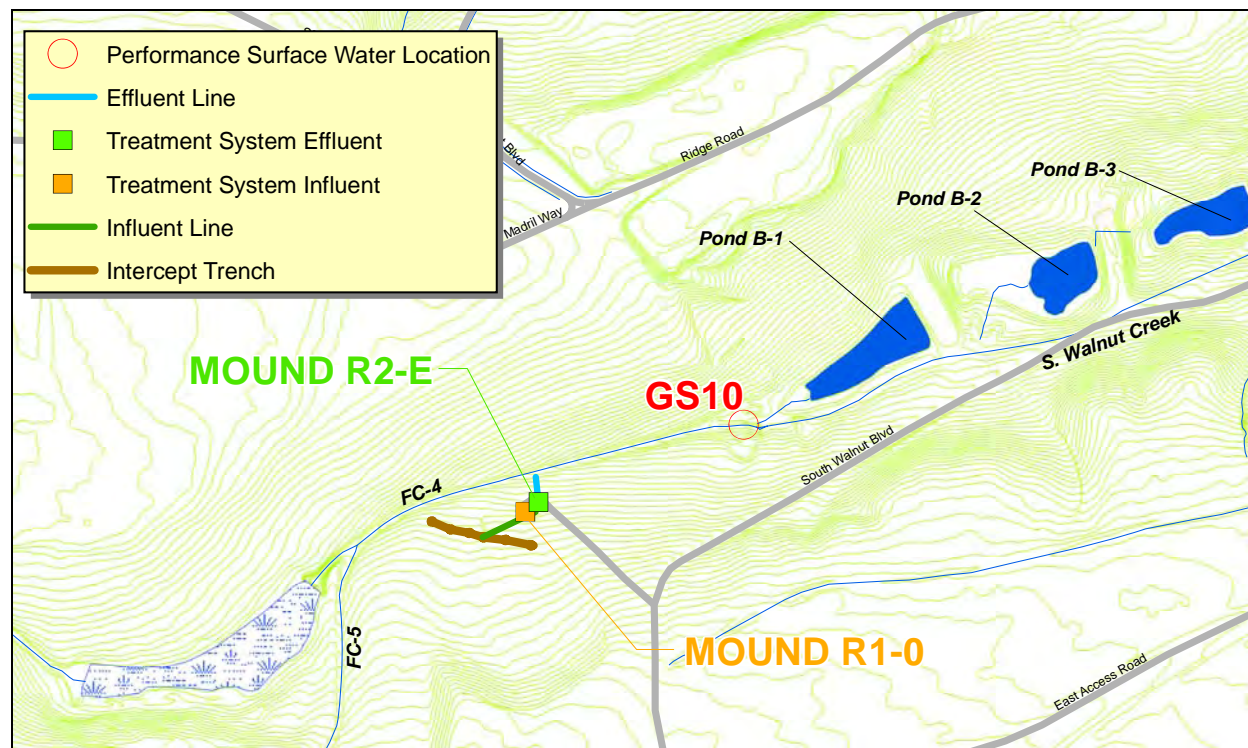 Performance Surface Water Location
Effluent Line
Treatment System Effluent
Treatment System Influent
Influent Line
Intercept Trench
Blvd
Ridge Road
Madril Way
Pond B-3
Pond B-2
Pond B-1
S. Walnut Creek
MOUND R2-E
GS10
South Walnut Blvd
FC-4
FC-5
MOUND R1-0
East Access Road